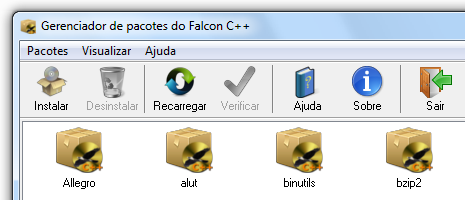 Gerenciador de pacotes do Falcon C++
Pacotes Visualizar Ajuda
Instalar Desinstalar Recarregar Verificar Ajuda Sobre Sair
Allegro alut binutils bzip2